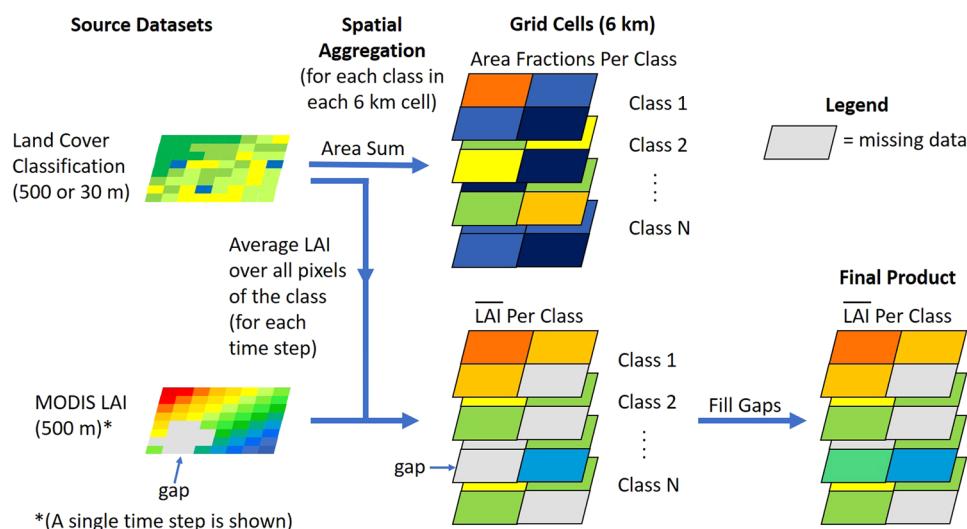 Source Datasets
Land Cover
Classification
(500 or 30 m)
MODIS LAI
(500 m)*
gap
*(A single time step is shown)
Spatial
Aggregation
(for each class in
each 6 km cell)
Area Sum
Average LAI
over all pixels
of the class
(for each
time step)
Grid Cells (6 km)
Area Fractions Per Class
Class 1
Class 2
⋮
Class N
LAI Per Class
Class 1
Class 2
⋮
Class N
gap
Fill Gaps
Legend
= missing data
Final Product
LAI Per Class